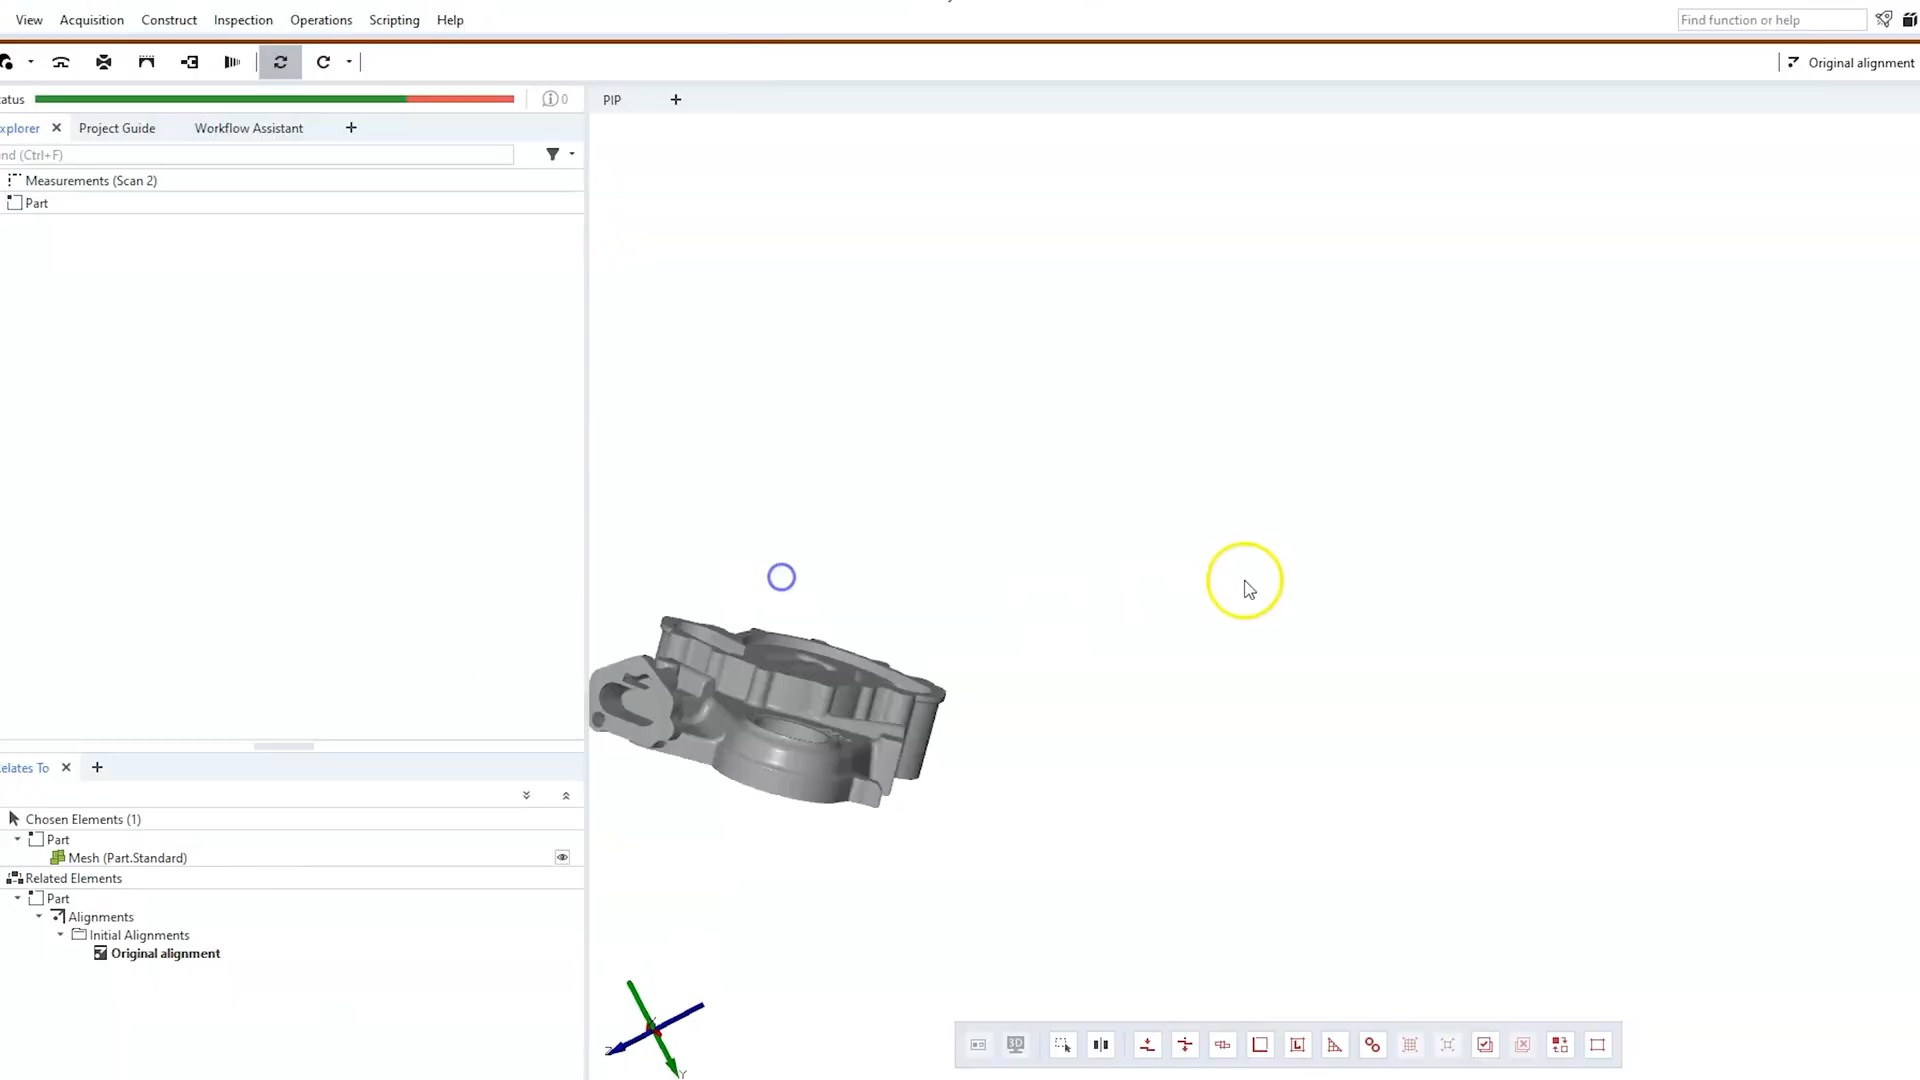 View Acquisition Construct Inspection Operations Scripting Help Find function or help
Original alignment
atus 0 PIP
xplorer Project Guide Workflow Assistant
nd (Ctrl+F)
Measurements (Scan 2)
Part
elates To
Chosen Elements (1)
Part
Mesh (Part.Standard)
Related Elements
Part
Alignments
Initial Alignments
Original alignment
Z
Y
3D